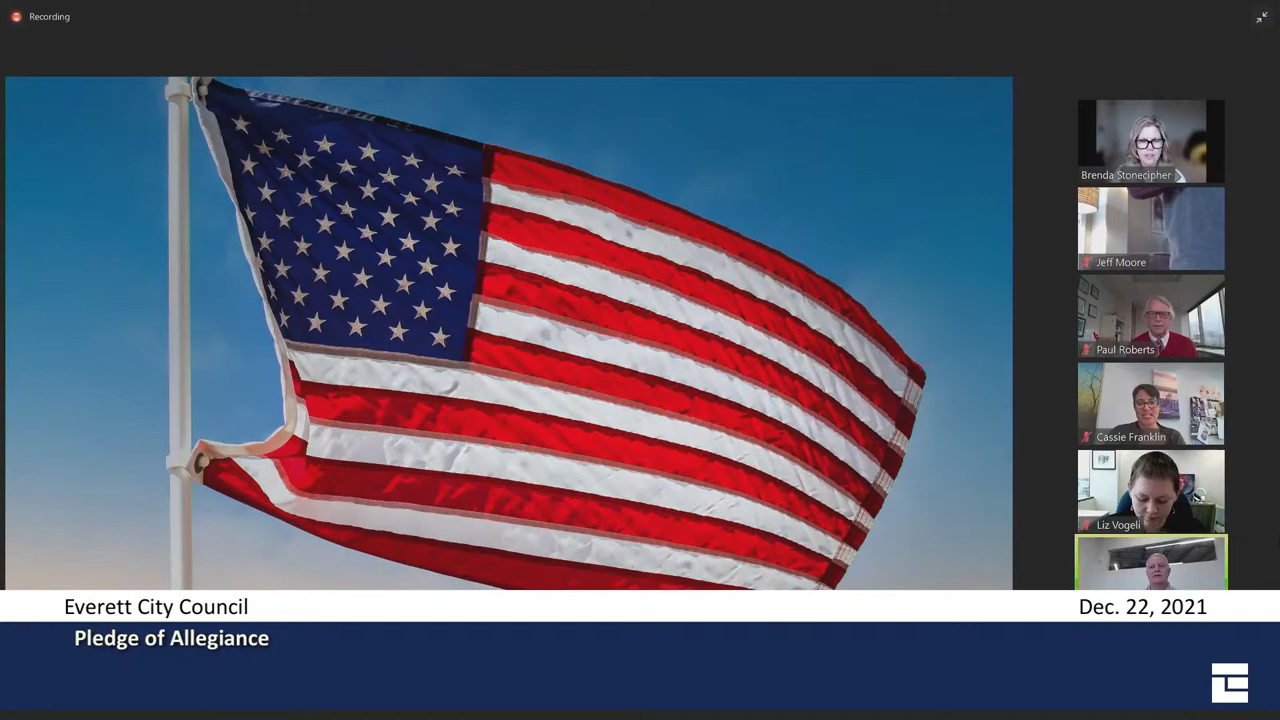 Recording
Brenda Stonecipher
Jeff Moore
Paul Roberts
Cassie Franklin
Liz Vogeli
Everett City Council
Dec. 22, 2021
Pledge of Allegiance